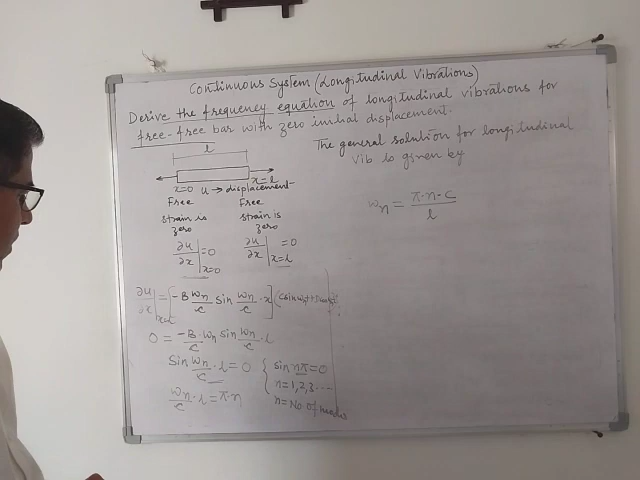 Continuous System (Longitudinal Vibrations)
Derive the frequency equation of longitudinal vibrations for
free-free bar with zero initial displacement.
The general solution for longitudinal
Vib is given by
l
x=0 u → displacement x=l
Free Free
strain is strain is
zero zero
∂u/∂x|x=0 =0 ∂u/∂x|x=l =0
ωn = π·n·c/l
∂u/∂x|x=l = [-B ωn/c sin ωn/c ·x]
0 = -B/c ωn sin ωn/c · l
Sin ωn/c · l = 0 { sin nπ = 0
n=1,2,3---
ωn/c · l = π·n
n = No of modes